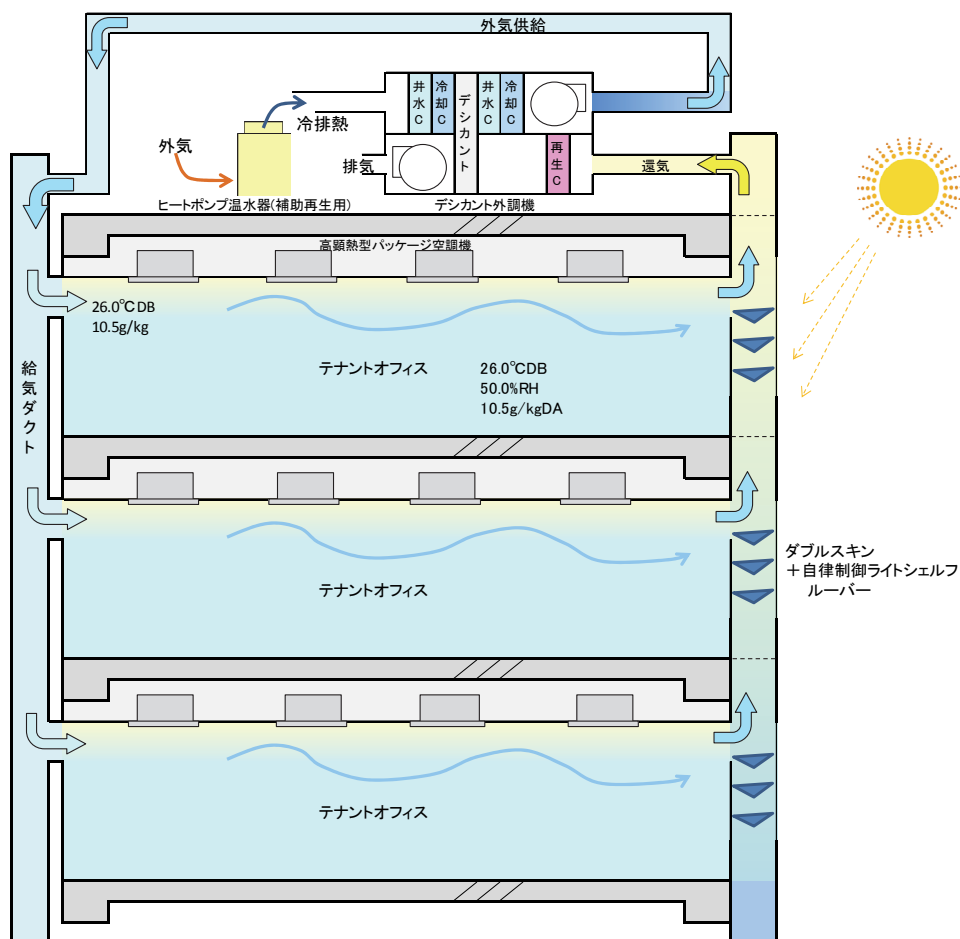 外気供給
井水C
冷却C
デシカント
井水C
冷却C
冷排熱
外気
排気
再生C
還気
ヒートポンプ温水器(補助再生用)
デシカント外調機
高顕熱型パッケージ空調機
26.0℃DB
10.5g/kg
テナントオフィス
26.0℃DB
50.0%RH
10.5g/kgDA
給気ダクト
テナントオフィス
ダブルスキン
＋自律制御ライトシェルフ
ルーバー
テナントオフィス